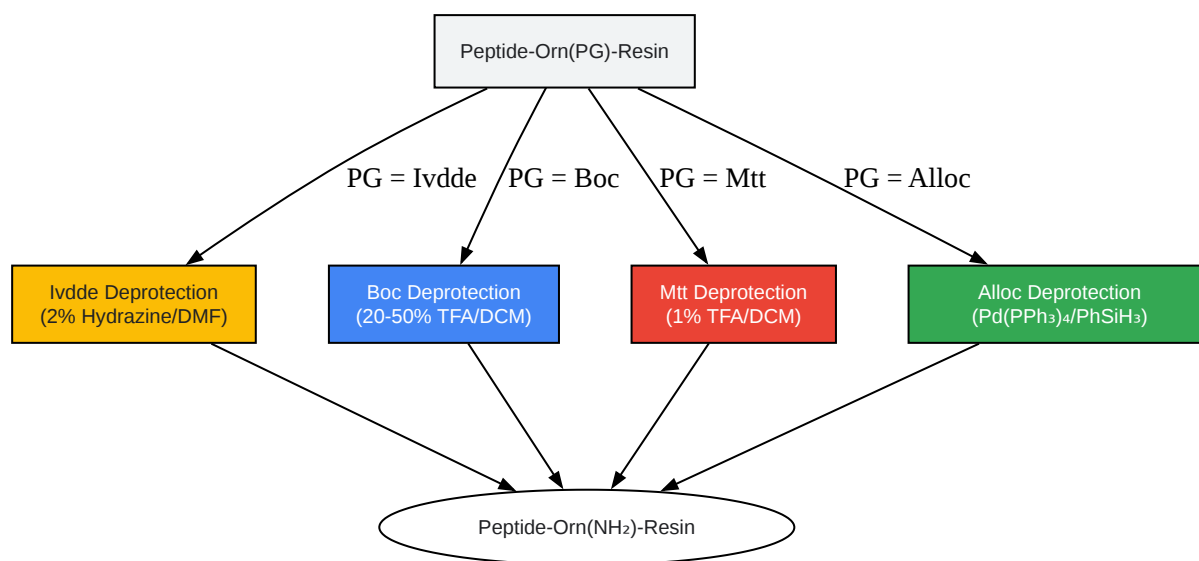 Peptide-Orn(PG)-Resin
PG = Ivdde
PG = Boc
PG = Mtt
PG = Alloc
Ivdde Deprotection
(2% Hydrazine/DMF)
Boc Deprotection
(20-50% TFA/DCM)
Mtt Deprotection
(1% TFA/DCM)
Alloc Deprotection
(Pd(PPh₃)₄/PhSiH₃)
Peptide-Orn(NH₂)-Resin